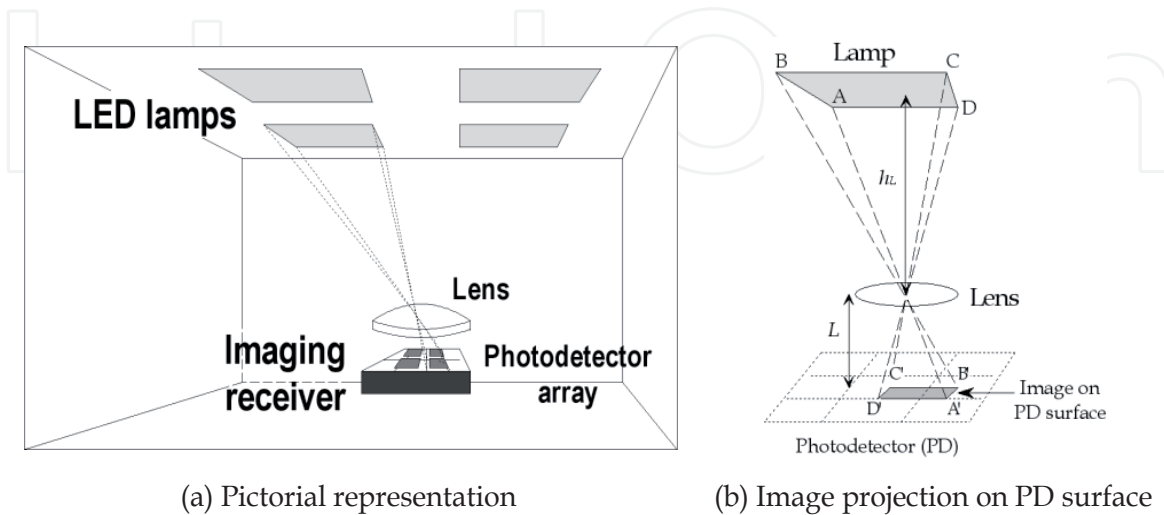 LED lamps
Lens
Imaging
receiver
Photodetector
array
(a) Pictorial representation
B
Lamp
C
A
D
hL
Lens
L
C'
B'
D'
A'
Image on
PD surface
Photodetector (PD)
(b) Image projection on PD surface